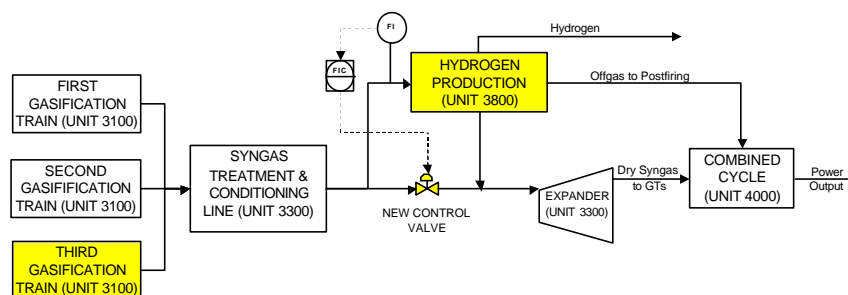 FI
FIC
Hydrogen
HYDROGEN
PRODUCTION
(UNIT 3800)
Offgas to Postfiring
FIRST
GASIFICATION
TRAIN (UNIT 3100)
SECOND
GASIFIFICATION
TRAIN (UNIT 3100)
THIRD
GASIFICATION
TRAIN (UNIT 3100)
SYNGAS
TREATMENT &
CONDITIONING
LINE (UNIT 3300)
NEW CONTROL
VALVE
EXPANDER
(UNIT 3300)
Dry Syngas
to GTs
COMBINED
CYCLE
(UNIT 4000)
Power
Output